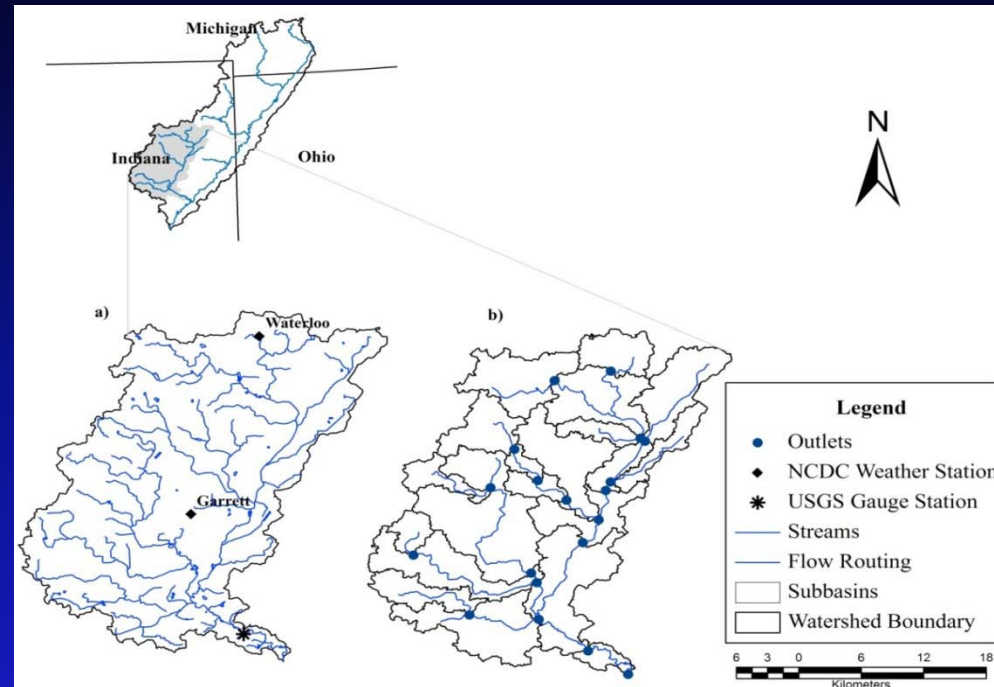 Michigan
Ohio
Indiana
N
a)
Waterloo
Garrett
b)
Legend
Outlets
NCDC Weather Station
USGS Gauge Station
Streams
Flow Routing
Subbasins
Watershed Boundary
6 3 0 6 12 18
Kilometers